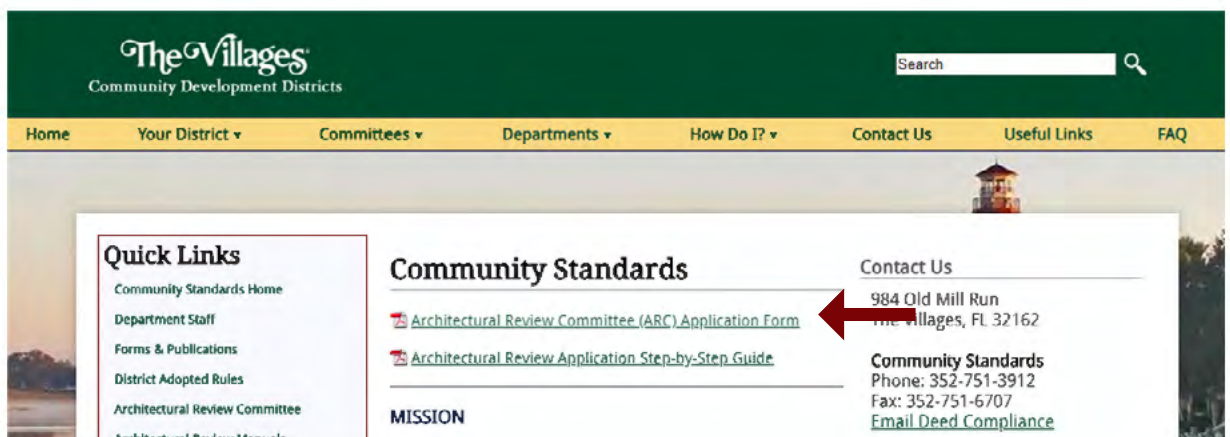 The Villages
Community Development Districts
Search
Home Your District Committees Departments How Do I? Contact Us Useful Links FAQ
Quick Links
Community Standards Home
Department Staff
Forms & Publications
District Adopted Rules
Architectural Review Committee
Architectural Review Manuals
Community Standards
Architectural Review Committee (ARC) Application Form
Architectural Review Application Step-by-Step Guide
MISSION
Contact Us
984 Old Mill Run
The Villages, FL 32162
Community Standards
Phone: 352-751-3912
Fax: 352-751-6707
Email Deed Compliance